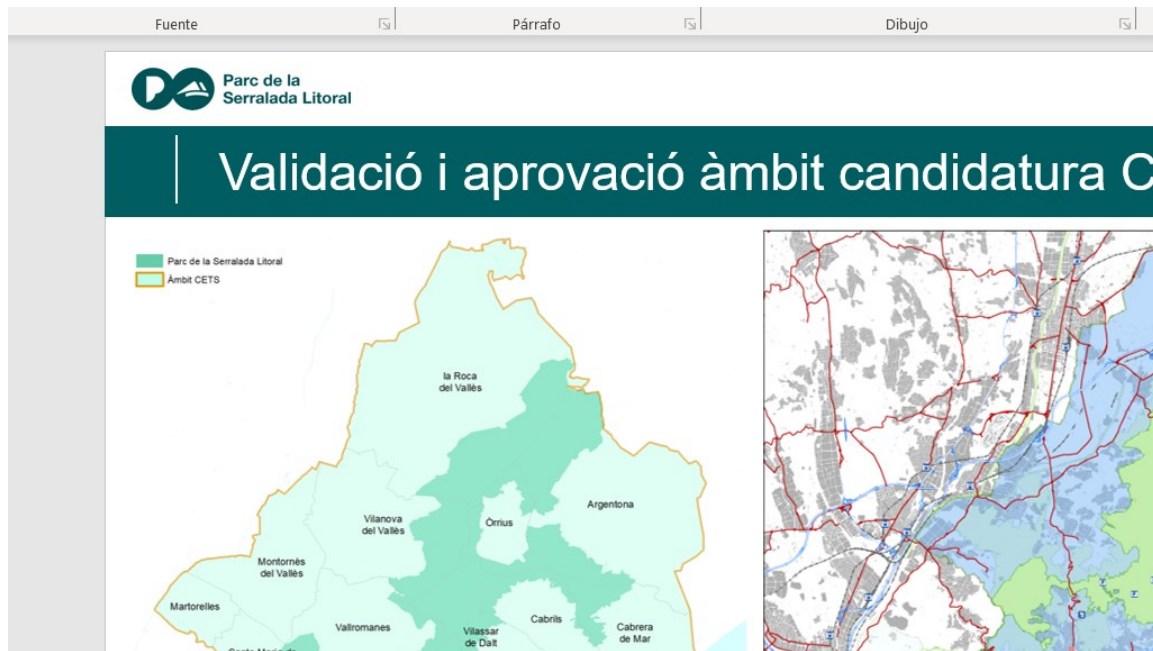 Fuente
Párrafo
Dibujo
Parc de la
Serralada Litoral
Validació i aprovació àmbit candidatura C
Parc de la Serralada Litoral
Àmbit CETS
la Roca
del Vallès
Argentona
Òrrius
Vilanova
del Vallès
Montornès
del Vallès
Martorelles
Cabrils
Vallromanes
Cabrera
de Mar
Vilassar
de Dalt